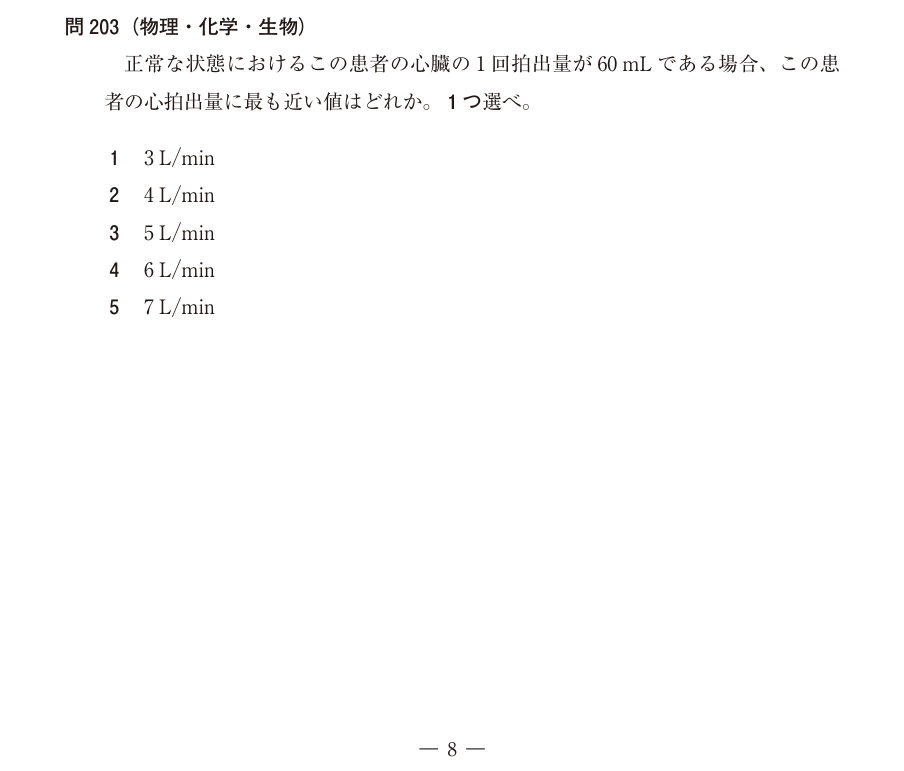 問 203（物理・化学・生物）
正常な状態におけるこの患者の心臓の 1 回拍出量が 60 mL である場合、この患
者の心拍出量に最も近い値はどれか。1つ選べ。
1 3 L/min
2 4 L/min
3 5 L/min
4 6 L/min
5 7 L/min
— 8 —